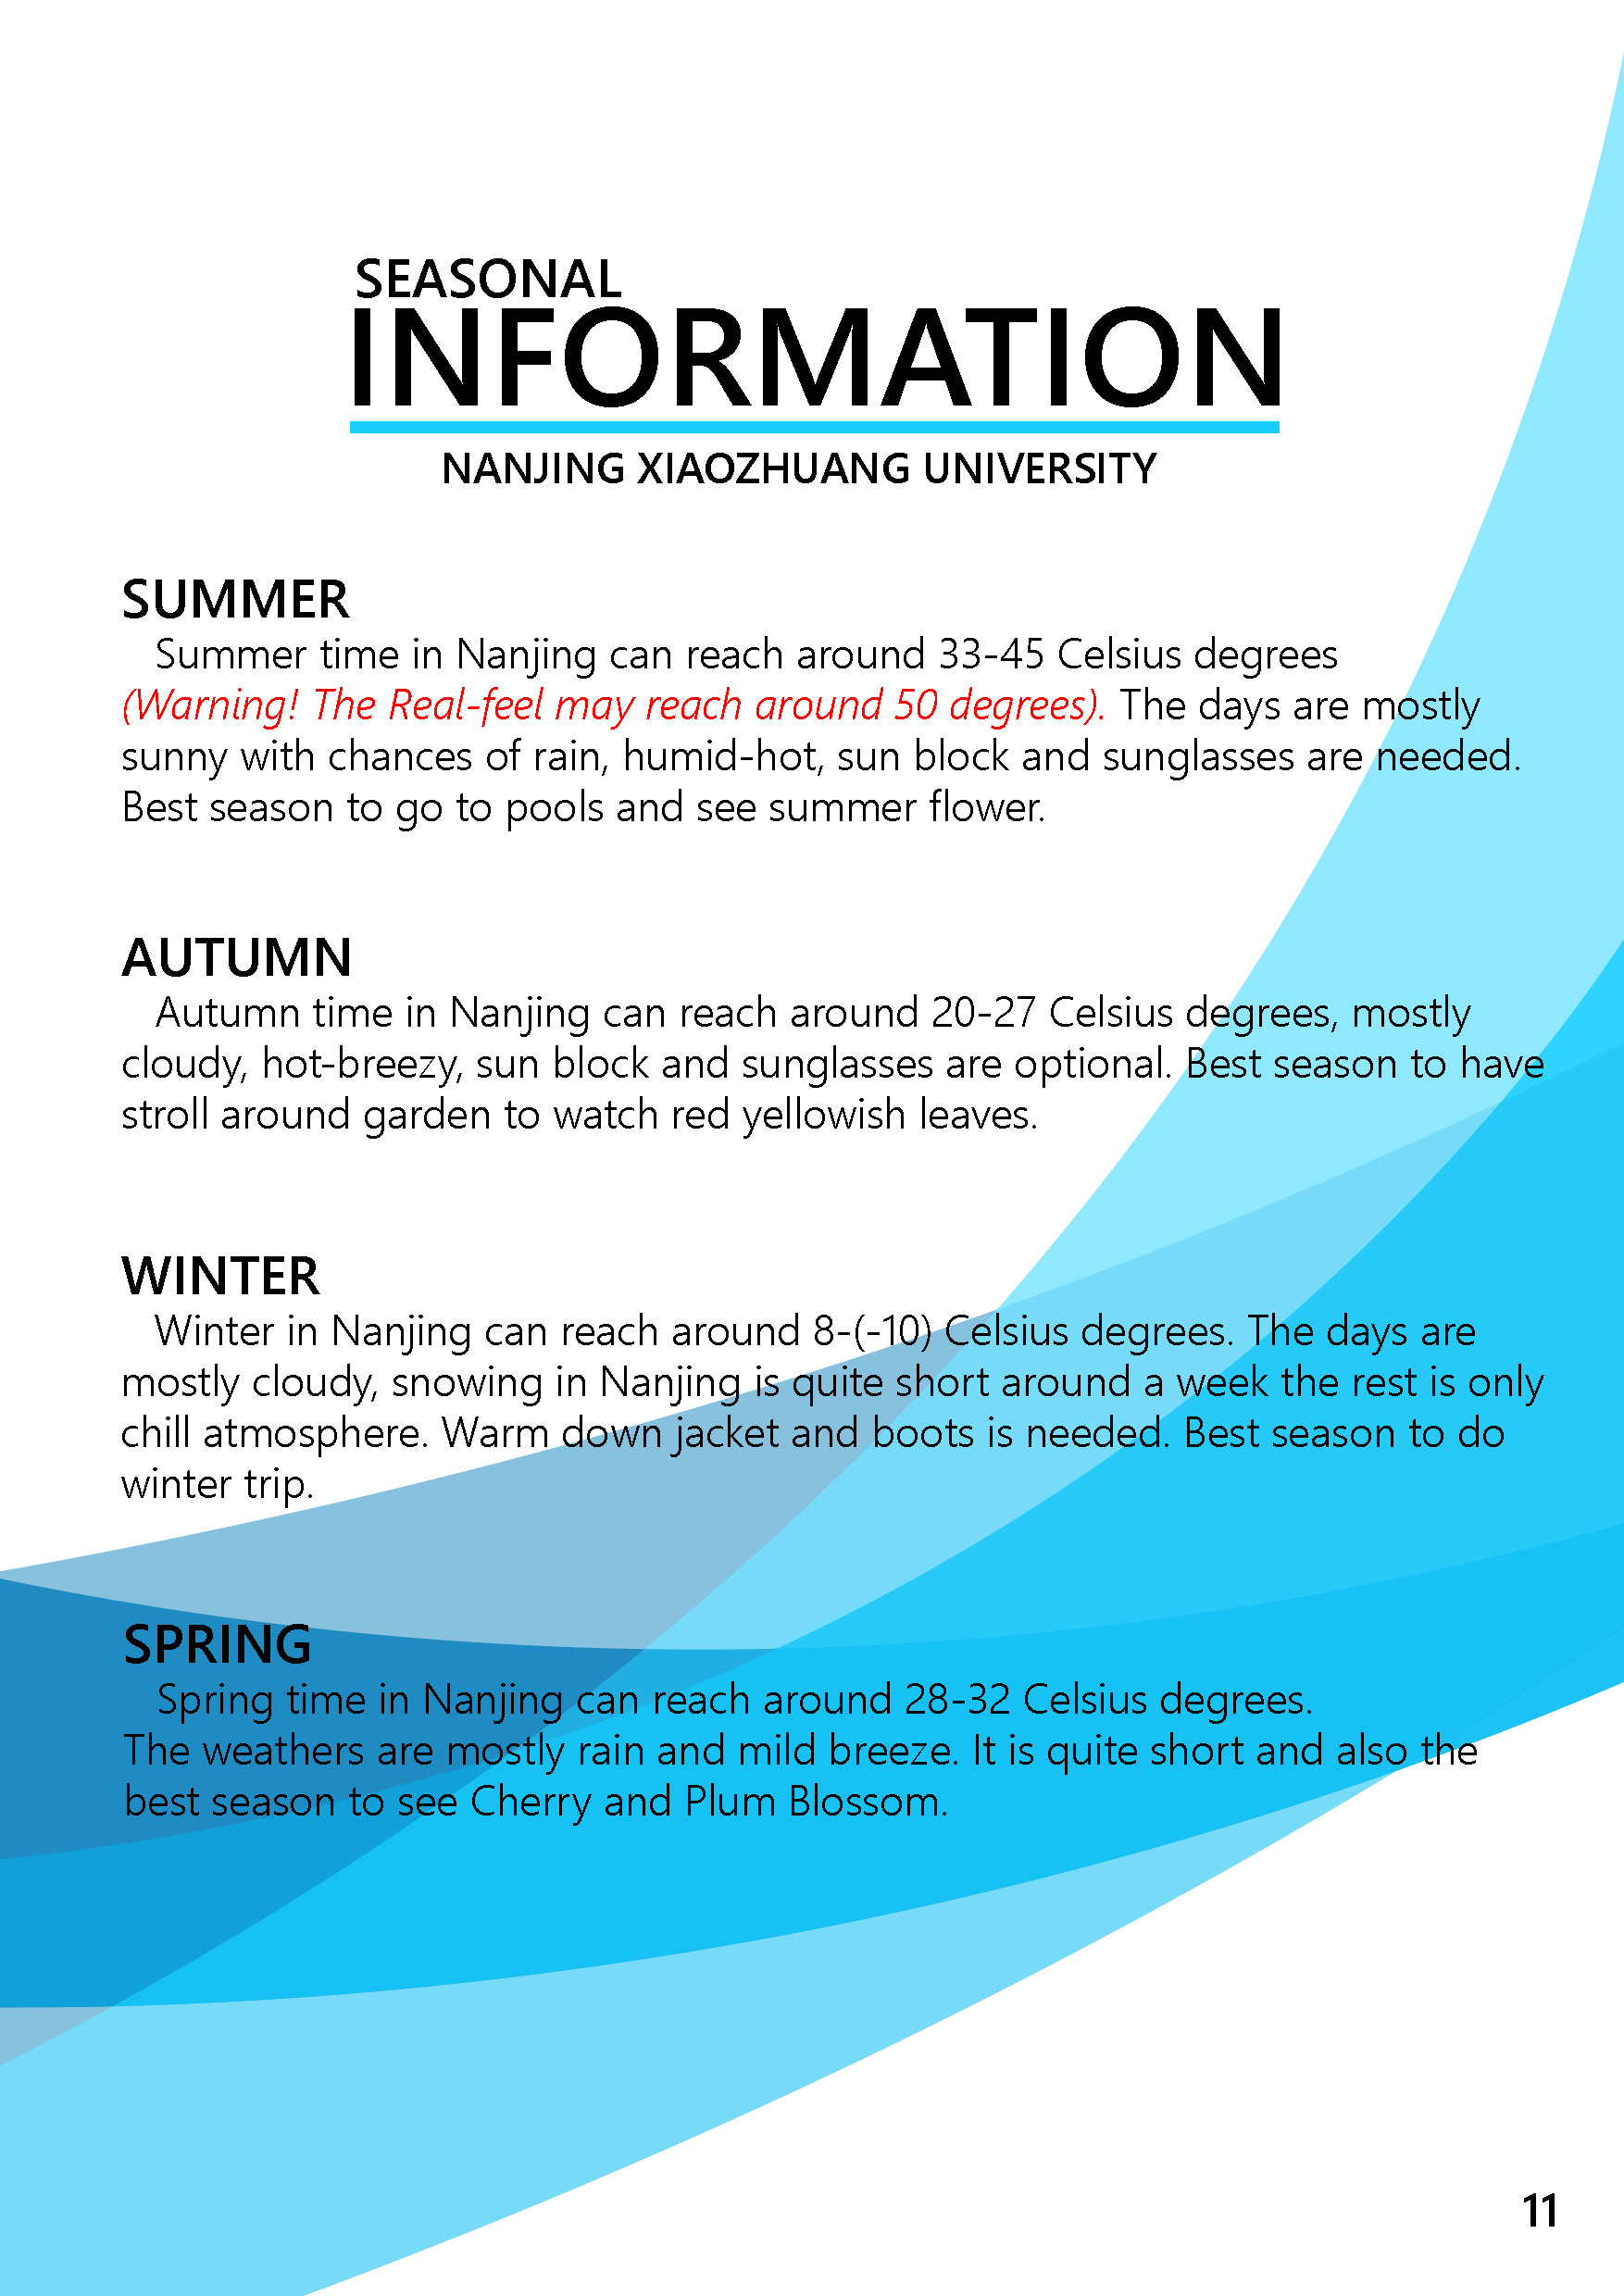 SEASONAL
INFORMATION
NANJING XIAOZHUANG UNIVERSITY
SUMMER
Summer time in Nanjing can reach around 33-45 Celsius degrees
(Warning! The Real-feel may reach around 50 degrees). The days are mostly
sunny with chances of rain, humid-hot, sun block and sunglasses are needed.
Best season to go to pools and see summer flower.
AUTUMN
Autumn time in Nanjing can reach around 20-27 Celsius degrees, mostly
cloudy, hot-breezy, sun block and sunglasses are optional. Best season to have
stroll around garden to watch red yellowish leaves.
WINTER
Winter in Nanjing can reach around 8-(-10) Celsius degrees. The days are
mostly cloudy, snowing in Nanjing is quite short around a week the rest is only
chill atmosphere. Warm down jacket and boots is needed. Best season to do
winter trip.
SPRING
Spring time in Nanjing can reach around 28-32 Celsius degrees.
The weathers are mostly rain and mild breeze. It is quite short and also the
best season to see Cherry and Plum Blossom.
11